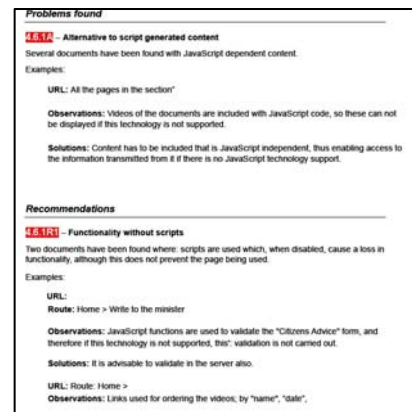 Problems found
4.6.1A – Alternative to script generated content
Several documents have been found with JavaScript dependent content.
Examples:
URL: All the pages in the section"
Observations: Videos of the documents are included with JavaScript code, so these can not
be displayed if this technology is not supported.
Solutions: Content has to be included that is JavaScript independent, thus enabling access to
the information transmitted from it if there is no JavaScript technology support.
Recommendations
4.6.1R1 – Functionality without scripts
Two documents have been found where: scripts are used which, when disabled, cause a loss in
functionality, although this does not prevent the page being used.
Examples:
URL:
Route: Home > Write to the minister
Observations: JavaScript functions are used to validate the "Citizens Advice" form, and
therefore if this technology is not supported, this': validation is not carried out.
Solutions: It is advisable to validate in the server also.
URL: Route: Home >
Observations: Links used for ordering the videos; by "name", "date",